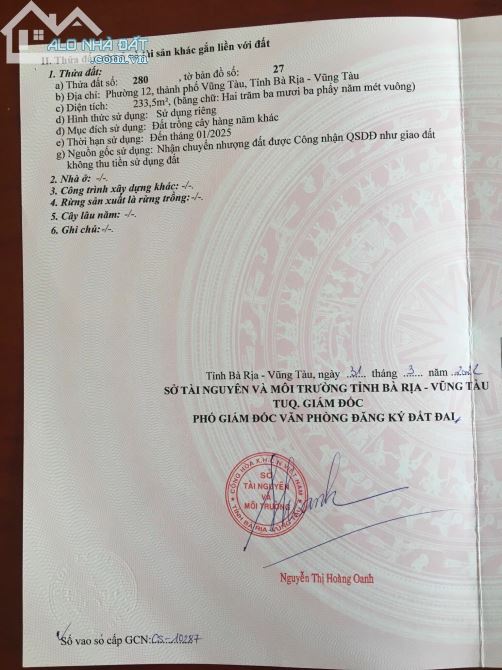 ALO NHÀ ĐẤT
II. Thửa đất, sản khác gắn liền với đất
1. Thửa đất:
a) Thửa đất số: 280 , tờ bản đồ số: 27
b) Địa chỉ: Phường 12, thành phố Vũng Tàu, Tỉnh Bà Rịa - Vũng Tàu
c) Diện tích: 233,5m², (bằng chữ: Hai trăm ba mươi ba phẩy năm mét vuông)
d) Hình thức sử dụng: Sử dụng riêng
đ) Mục đích sử dụng: Đất trồng cây hàng năm khác
e) Thời hạn sử dụng: Đến tháng 01/2025
g) Nguồn gốc sử dụng: Nhận chuyển nhượng đất được Công nhận QSDĐ như giao đất
không thu tiền sử dụng đất
2. Nhà ở: -/-.
3. Công trình xây dựng khác:-/-.
4. Rừng sản xuất là rừng trồng:-/-.
5. Cây lâu năm: -/-.
6. Ghi chú:-/-.
Tỉnh Bà Rịa - Vũng Tàu, ngày 31 tháng 3 năm
SỞ TÀI NGUYÊN VÀ MÔI TRƯỜNG TỈNH BÀ RỊA - VŨNG TÀU
TUQ. GIÁM ĐỐC
PHÓ GIÁM ĐỐC VĂN PHÒNG ĐĂNG KÝ ĐẤT ĐAI
CỘNG HÒA X.H.C.N VIỆT NAM
SỞ
TÀI NGUYÊN
VÀ
MÔI TRƯỜNG
TỈNH BÀ RỊA - VŨNG TÀU
Nguyễn Thị Hoàng Oanh
Số vào sổ cấp GCN: CS-10287